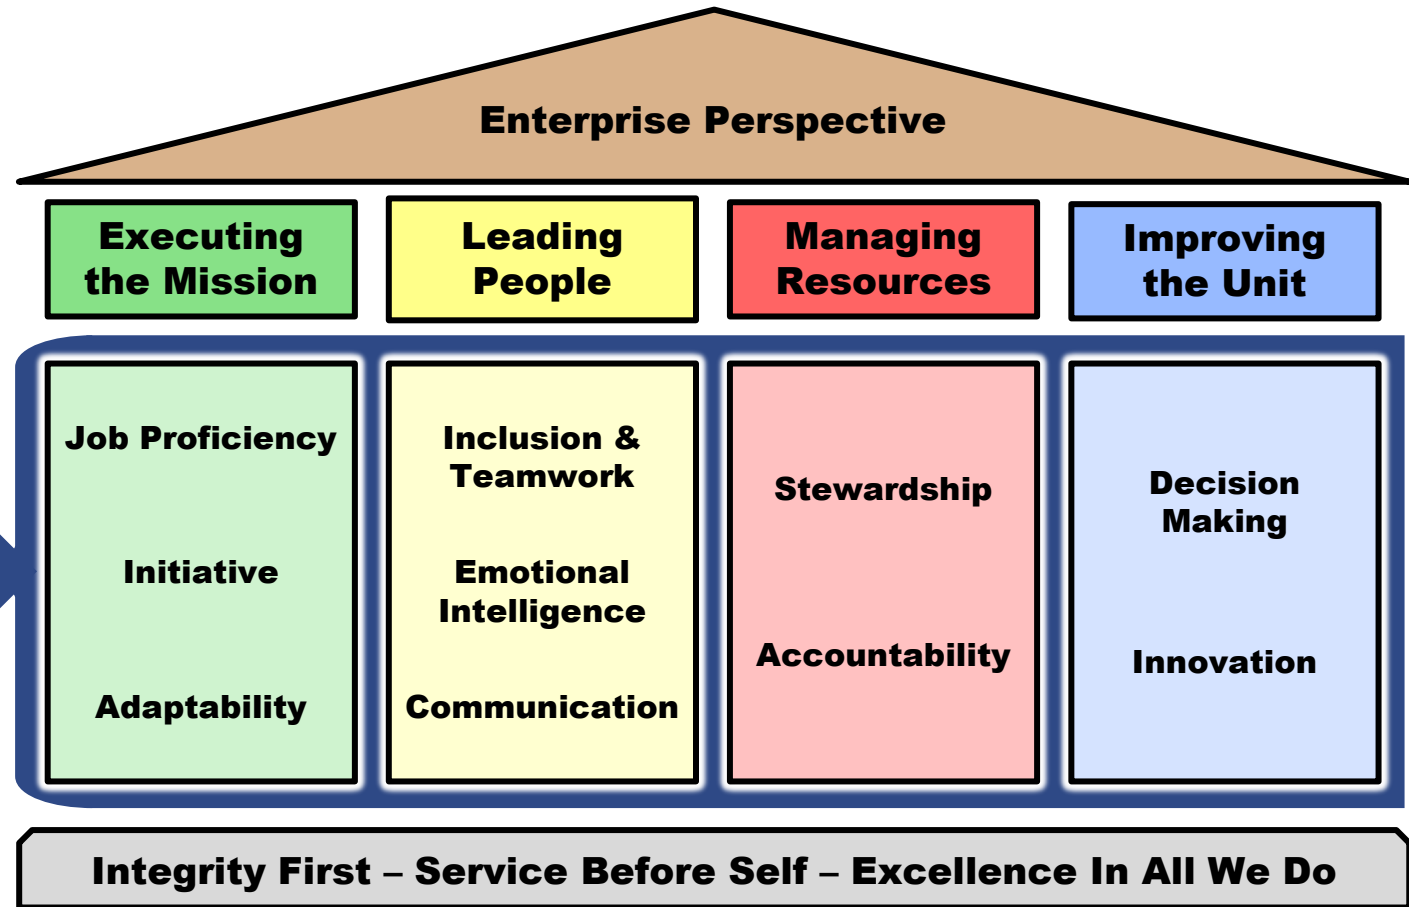 Enterprise Perspective
Executing
the Mission
Leading
People
Managing
Resources
Improving
the Unit
Job Proficiency
Initiative
Adaptability
Inclusion &
Teamwork
Emotional
Intelligence
Communication
Stewardship
Accountability
Decision
Making
Innovation
Integrity First – Service Before Self – Excellence In All We Do